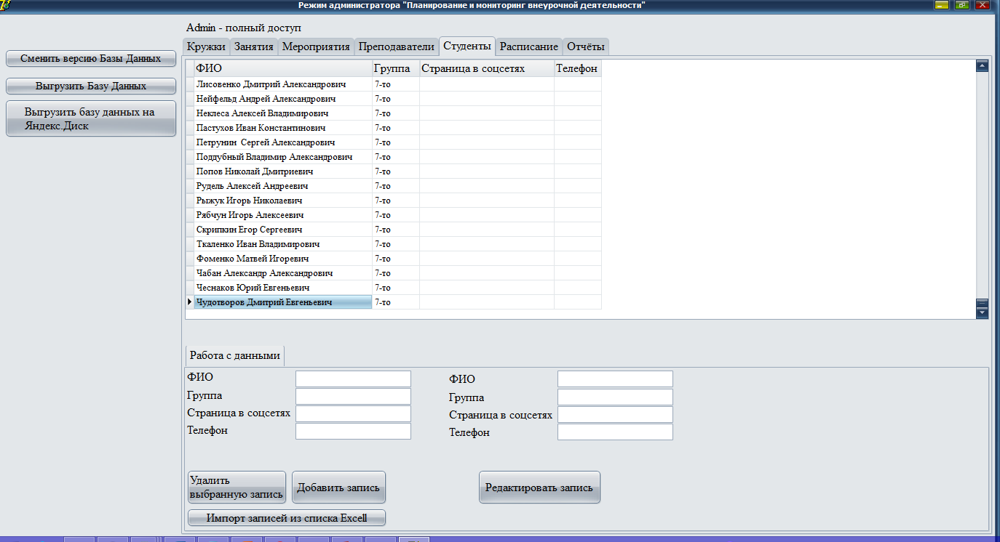 Режим администратора "Планирование и мониторинг внеурочной деятельности"
Admin - полный доступ
Кружки Занятия Мероприятия Преподаватели Студенты Расписание Отчёты
Сменить версию Базы Данных
Выгрузить Базу Данных
Выгрузить базу данных на
Яндекс.Диск
ФИО Группа Страница в соцсетях Телефон
Лисовенко Дмитрий Александрович 7-то
Нейфельд Андрей Александрович 7-то
Неклеса Алексей Владимирович 7-то
Пастухов Иван Константинович 7-то
Петрунин Сергей Александрович 7-то
Поддубный Владимир Александрович 7-то
Попов Николай Дмитриевич 7-то
Рудель Алексей Андреевич 7-то
Рыжук Игорь Николаевич 7-то
Рябчун Игорь Алексеевич 7-то
Скрипкин Егор Сергеевич 7-то
Ткаленко Иван Владимирович 7-то
Фоменко Матвей Игоревич 7-то
Чабан Александр Александрович 7-то
Чеснаков Юрий Евгеньевич 7-то
Чудотворов Дмитрий Евгеньевич 7-то
Работа с данными
ФИО
Группа
Страница в соцсетях
Телефон
ФИО
Группа
Страница в соцсетях
Телефон
Удалить
выбранную запись
Добавить запись
Редактировать запись
Импорт записей из списка Excell